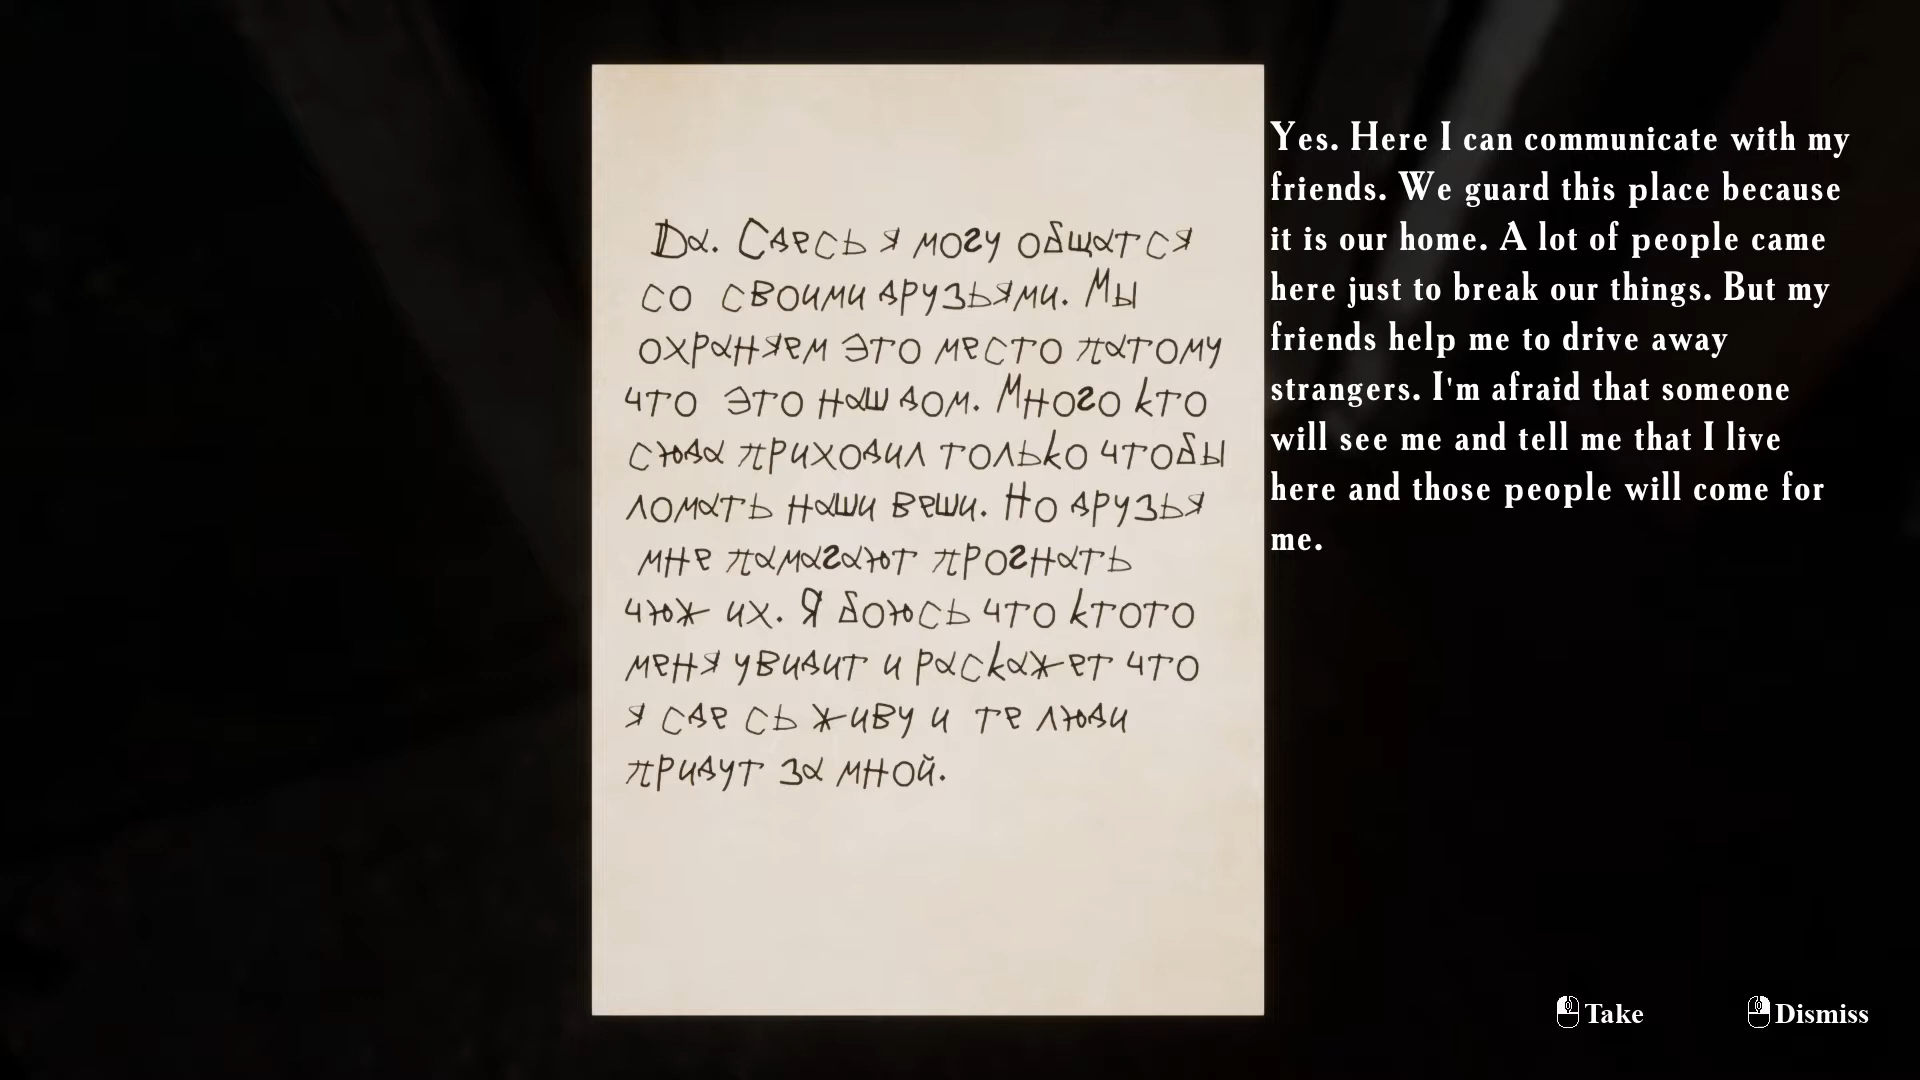 Да. Сдесь я могу общатся
со своими друзьями. Мы
охраняем это место патому
что это наш дом. Много кто
сюда приходил только чтобы
ломать наши веши. Но друзья
мне памагают прогнать
чюж их. Я боюсь что ктото
меня увидит и раскажет что
я сде сь живу и те люди
придут за мной.
Yes. Here I can communicate with my
friends. We guard this place because
it is our home. A lot of people came
here just to break our things. But my
friends help me to drive away
strangers. I'm afraid that someone
will see me and tell me that I live
here and those people will come for
me.
Take
Dismiss